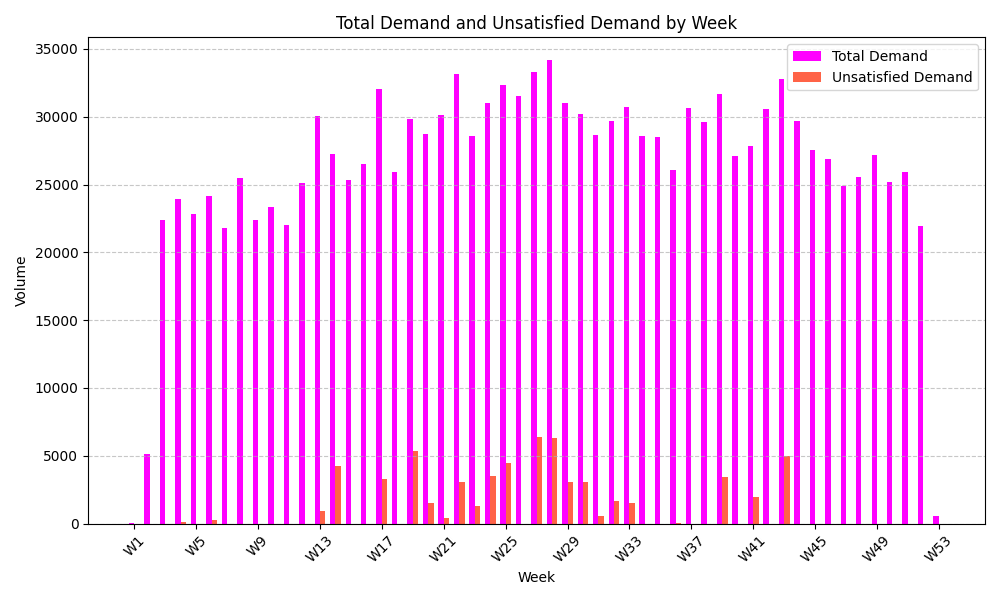 Total Demand and Unsatisfied Demand by Week
Total Demand
Unsatisfied Demand
Volume
35000
30000
25000
20000
15000
10000
5000
0
W1 W5 W9 W13 W17 W21 W25 W29 W33 W37 W41 W45 W49 W53
Week